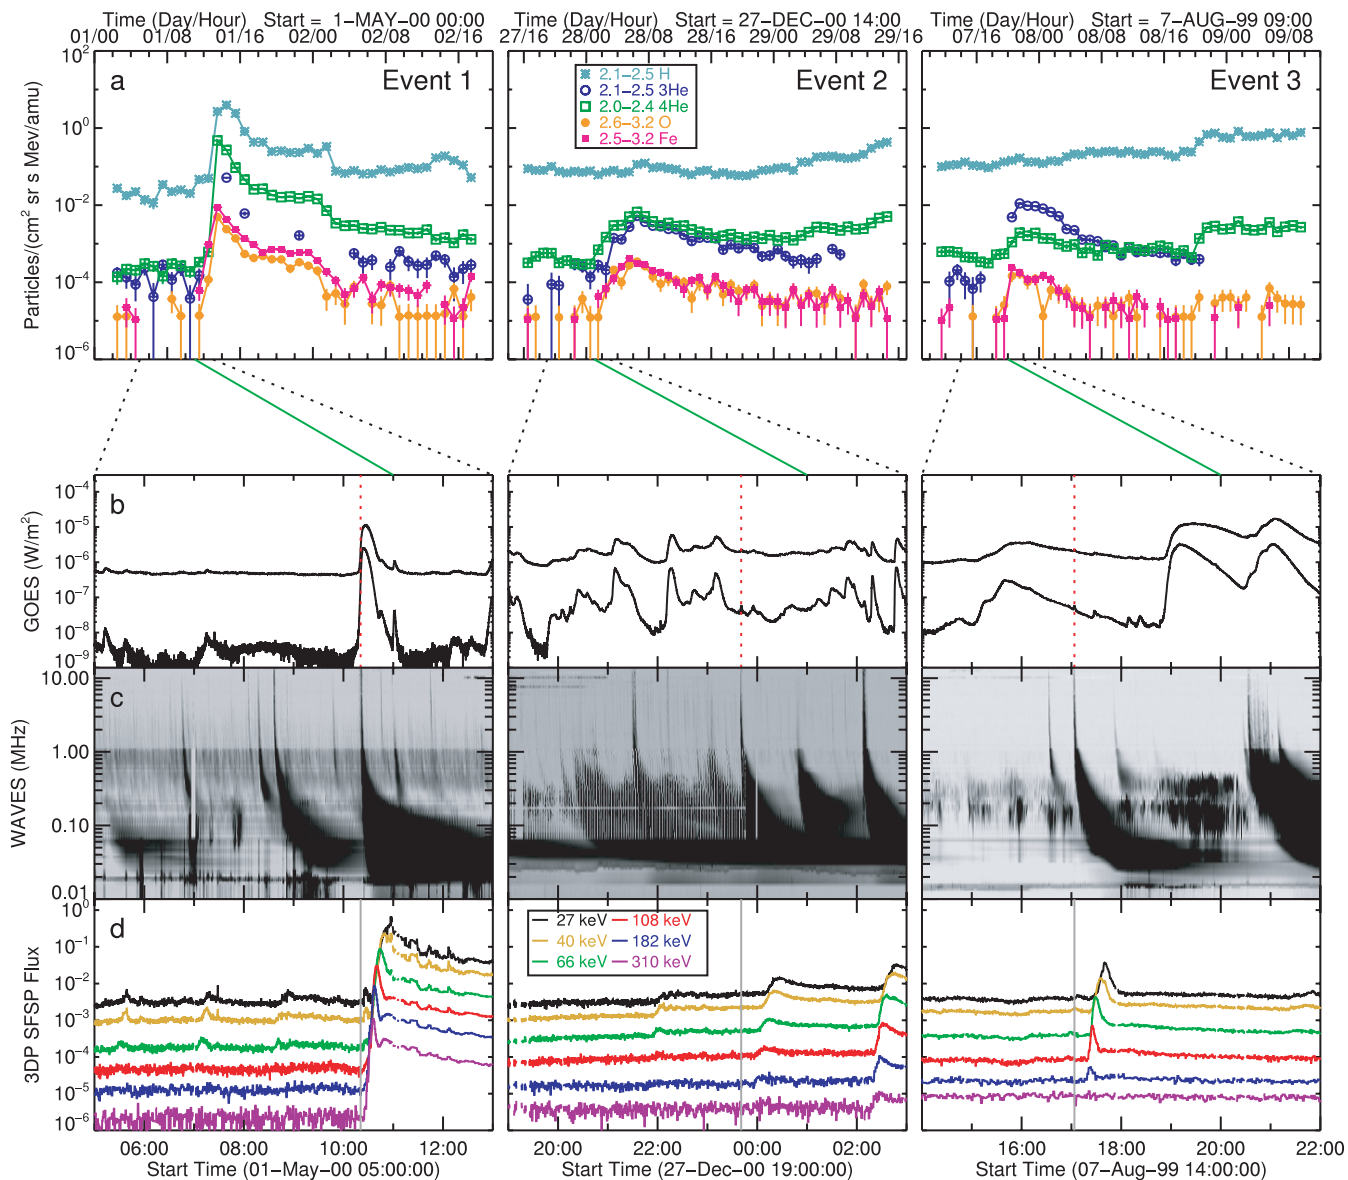 Time (Day/Hour) Start = 1-MAY-00 00:00
Time (Day/Hour) Start = 27-DEC-00 14:00
Time (Day/Hour) Start = 7-AUG-99 09:00
01/00 01/08 01/16 02/00 02/08 02/16
27/16 28/00 28/08 28/16 29/00 29/08 29/16
07/16 08/00 08/08 08/16 09/00 09/08
Particles/(cm² sr s Mev/amu)
10²
10⁰
10⁻²
10⁻⁴
10⁻⁶
a
Event 1
Event 2
Event 3
2.1-2.5 H
2.1-2.5 3He
2.0-2.4 4He
2.6-3.2 O
2.5-3.2 Fe
GOES (W/m²)
10⁻⁴
10⁻⁵
10⁻⁶
10⁻⁷
10⁻⁸
10⁻⁹
b
WAVES (MHz)
10.00
1.00
0.10
0.01
c
3DP SFSP Flux
10⁰
10⁻¹
10⁻²
10⁻³
10⁻⁴
10⁻⁵
10⁻⁶
d
27 keV 108 keV
40 keV 182 keV
66 keV 310 keV
06:00 08:00 10:00 12:00
20:00 22:00 00:00 02:00
16:00 18:00 20:00 22:00
Start Time (01-May-00 05:00:00)
Start Time (27-Dec-00 19:00:00)
Start Time (07-Aug-99 14:00:00)